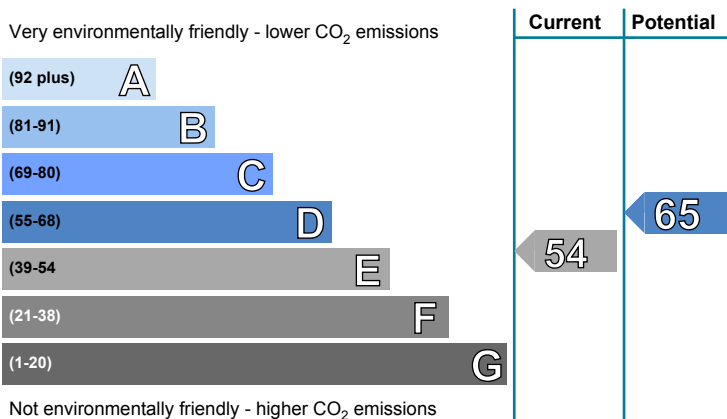 Current Potential
Very environmentally friendly - lower CO2 emissions
(92 plus) A
(81-91) B
(69-80) C
(55-68) D
65
(39-54 E
54
(21-38) F
(1-20) G
Not environmentally friendly - higher CO2 emissions